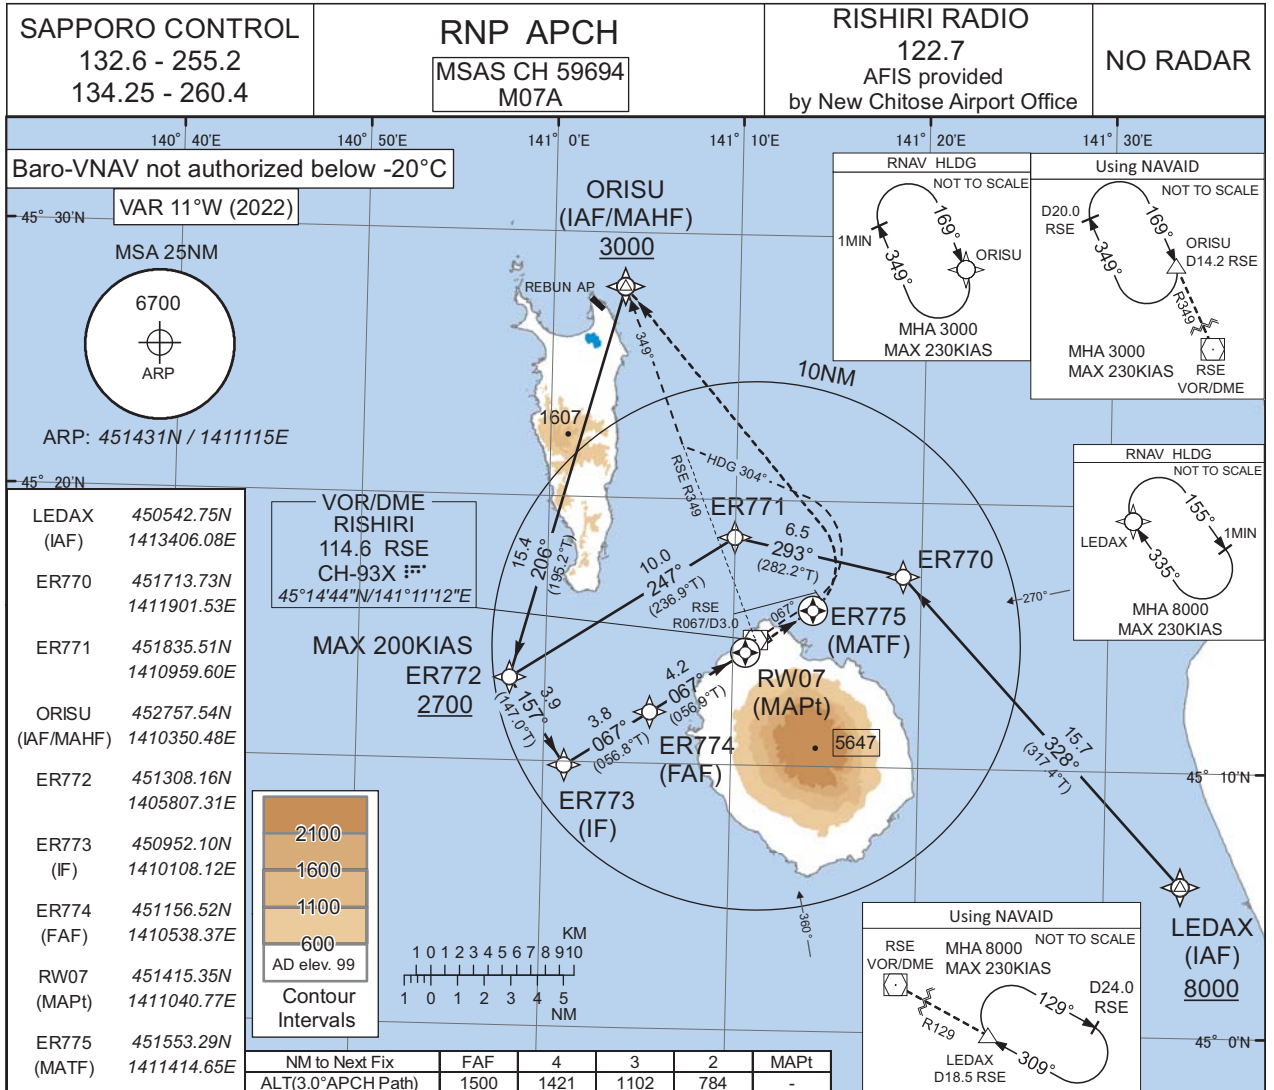 SAPPORO CONTROL
132.6 - 255.2
134.25 - 260.4
RNP APCH
MSAS CH 59694
M07A
RISHIRI RADIO
122.7
AFIS provided
by New Chitose Airport Office
NO RADAR
140° 40'E
140° 50'E
141° 0'E
141° 10'E
141° 20'E
141° 30'E
Baro-VNAV not authorized below -20°C
VAR 11°W (2022)
45° 30'N
MSA 25NM
6700
ARP
ARP: 451431N / 1411115E
ORISU
(IAF/MAHF)
3000
REBUN AP
349°
1607
RNAV HLDG
NOT TO SCALE
169°
1MIN
349°
ORISU
MHA 3000
MAX 230KIAS
Using NAVAID
NOT TO SCALE
D20.0
RSE
169°
349°
ORISU
D14.2 RSE
R349
MHA 3000
MAX 230KIAS
RSE
VOR/DME
10NM
RNAV HLDG
NOT TO SCALE
155°
1MIN
LEDAX
335°
MHA 8000
MAX 230KIAS
45° 20'N
VOR/DME
RISHIRI
114.6 RSE
CH-93X
45°14'44"N/141°11'12"E
RSE R349
HDG 304°
ER771
6.5
293°
(282.2°T)
ER770
15.4
206°
(195.2°T)
10.0
247°
(236.9°T)
270°
RSE
R067/D3.0
067°
ER775
(MATF)
MAX 200KIAS
ER772
2700
3.9
157°
(147.0°T)
4.2
067°
(056.9°T)
RW07
(MAPt)
3.8
067°
(056.8°T)
ER774
(FAF)
5647
ER773
(IF)
15.7
328°
(317.4°T)
45° 10'N
360°
LEDAX
(IAF)
8000
45° 0'N
Using NAVAID
NOT TO SCALE
RSE
VOR/DME
MHA 8000
MAX 230KIAS
D24.0
RSE
129°
R129
309°
LEDAX
D18.5 RSE
LEDAX 450542.75N
(IAF) 1413406.08E
ER770 451713.73N
1411901.53E
ER771 451835.51N
1410959.60E
ORISU 452757.54N
(IAF/MAHF) 1410350.48E
ER772 451308.16N
1405807.31E
ER773 450952.10N
(IF) 1410108.12E
ER774 451156.52N
(FAF) 1410538.37E
RW07 451415.35N
(MAPt) 1411040.77E
ER775 451553.29N
(MATF) 1411414.65E
2100
1600
1100
600
AD elev. 99
Contour
Intervals
KM
1 0 1 2 3 4 5 6 7 8 9 10
1 0 1 2 3 4 5
NM
NM to Next Fix FAF 4 3 2 MAPt
ALT(3.0°APCH Path) 1500 1421 1102 784 -